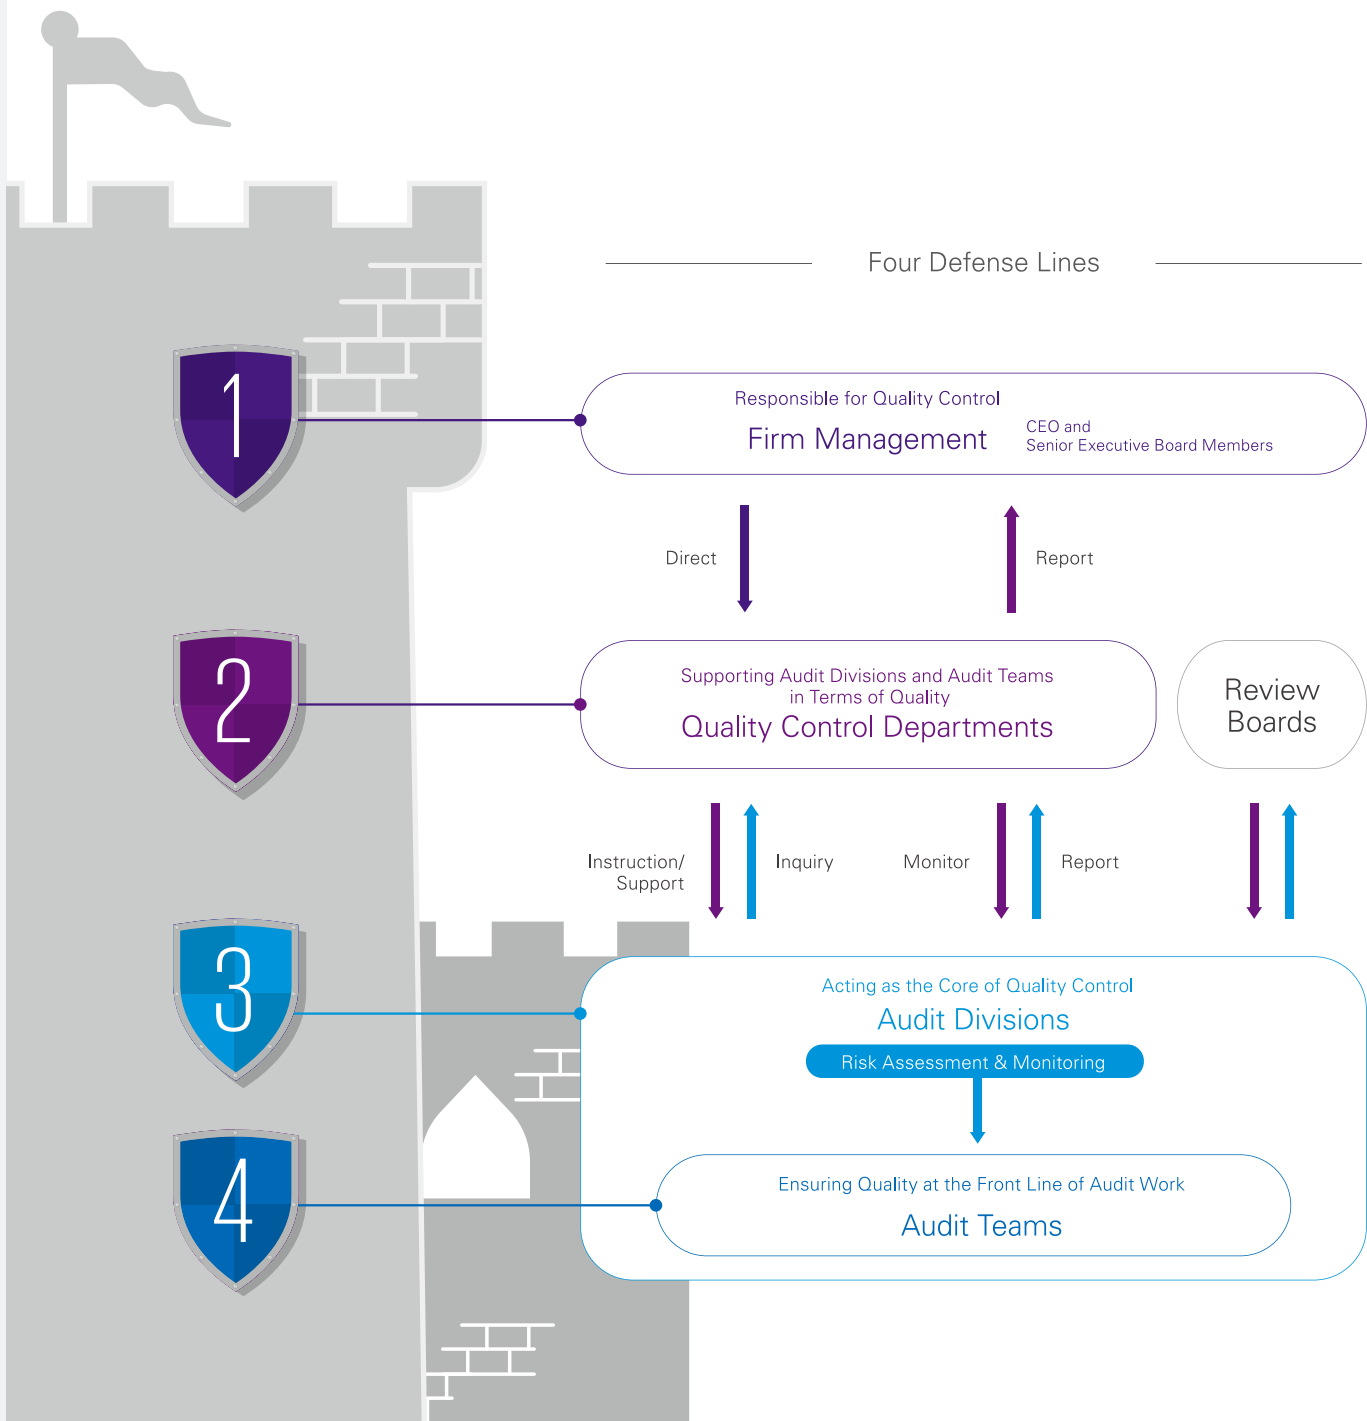 Four Defense Lines
1
Responsible for Quality Control
Firm Management
CEO and
Senior Executive Board Members
Direct
Report
2
Supporting Audit Divisions and Audit Teams
in Terms of Quality
Quality Control Departments
Review
Boards
Instruction/
Support
Inquiry
Monitor
Report
3
Acting as the Core of Quality Control
Audit Divisions
Risk Assessment & Monitoring
4
Ensuring Quality at the Front Line of Audit Work
Audit Teams